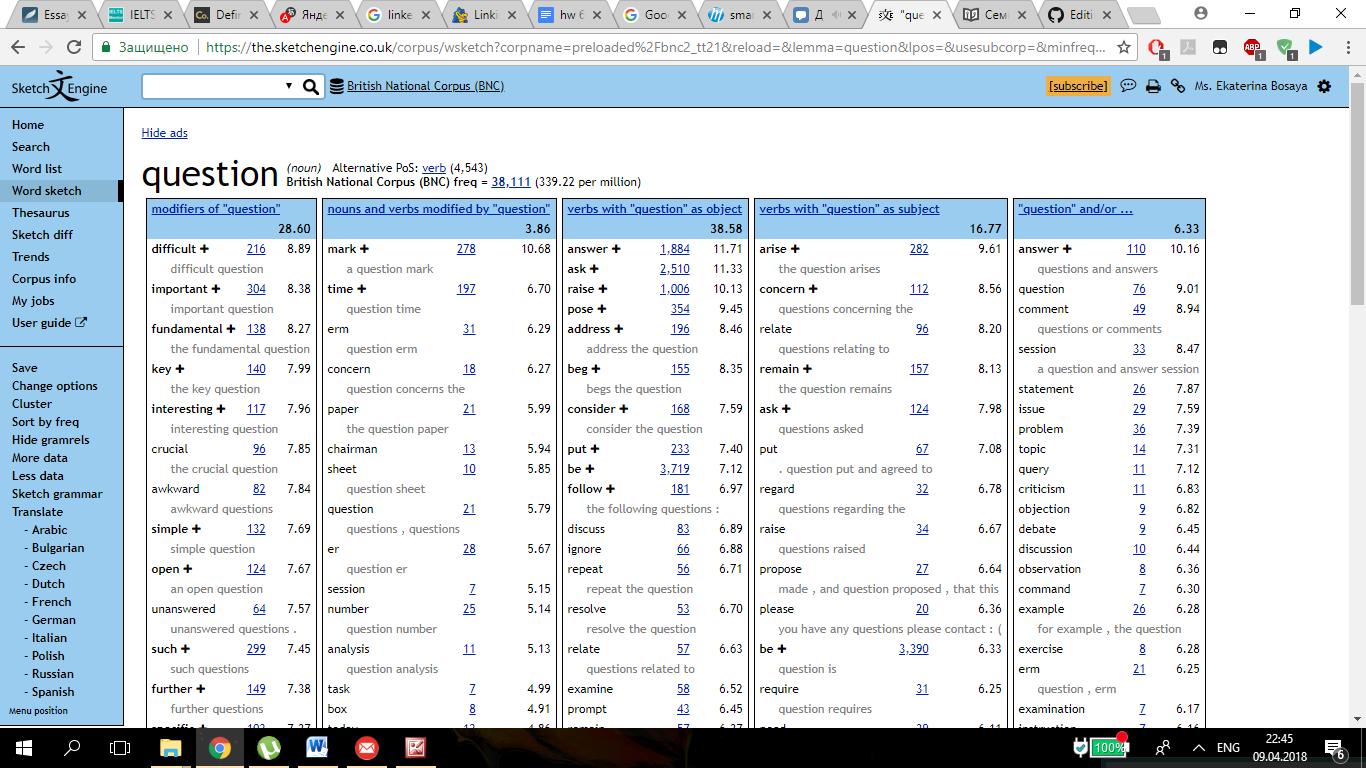 Essay
IELTS
Defin
Янде
linke
Linki
hw 6
Goo
smar
Д
"que
Сем
Editi
Защищено https://the.sketchengine.co.uk/corpus/wsketch?corpname=preloaded%2Fbnc2_tt21&reload=&lemma=question&lpos=&usesubcorp=&minfreq...
1 ABP 1 1
Sketch Engine
British National Corpus (BNC)
[subscribe] Ms. Ekaterina Bosaya
Home
Search
Word list
Word sketch
Thesaurus
Sketch diff
Trends
Corpus info
My jobs
User guide
Save
Change options
Cluster
Sort by freq
Hide gramrels
More data
Less data
Sketch grammar
Translate
- Arabic
- Bulgarian
- Czech
- Dutch
- French
- German
- Italian
- Polish
- Russian
- Spanish
Menu position
Hide ads
question (noun) Alternative PoS: verb (4,543)
British National Corpus (BNC) freq = 38,111 (339.22 per million)
modifiers of "question"
28.60
difficult + 216 8.89
difficult question
important + 304 8.38
important question
fundamental + 138 8.27
the fundamental question
key + 140 7.99
the key question
interesting + 117 7.96
interesting question
crucial 96 7.85
the crucial question
awkward 82 7.84
awkward questions
simple + 132 7.69
simple question
open + 124 7.67
an open question
unanswered 64 7.57
unanswered questions .
such + 299 7.45
such questions
further + 149 7.38
further questions
nouns and verbs modified by "question"
3.86
mark + 278 10.68
a question mark
time + 197 6.70
question time
erm 31 6.29
question erm
concern 18 6.27
question concerns the
paper 21 5.99
the question paper
chairman 13 5.94
sheet 10 5.85
question sheet
question 21 5.79
questions , questions
er 28 5.67
question er
session 7 5.15
number 25 5.14
question number
analysis 11 5.13
question analysis
task 7 4.99
box 8 4.91
verbs with "question" as object
38.58
answer + 1,884 11.71
ask + 2,510 11.33
raise + 1,006 10.13
pose + 354 9.45
address + 196 8.46
address the question
beg + 155 8.35
begs the question
consider + 168 7.59
consider the question
put + 233 7.40
be + 3,719 7.12
follow + 181 6.97
the following questions :
discuss 83 6.89
ignore 66 6.88
repeat 56 6.71
repeat the question
resolve 53 6.70
resolve the question
relate 57 6.63
questions related to
examine 58 6.52
prompt 43 6.45
verbs with "question" as subject
16.77
arise + 282 9.61
the question arises
concern + 112 8.56
questions concerning the
relate 96 8.20
questions relating to
remain + 157 8.13
the question remains
ask + 124 7.98
questions asked
put 67 7.08
. question put and agreed to
regard 32 6.78
questions regarding the
raise 34 6.67
questions raised
propose 27 6.64
made , and question proposed , that this
please 20 6.36
you have any questions please contact : (
be + 3,390 6.33
question is
require 31 6.25
question requires
"question" and/or ...
6.33
answer + 110 10.16
questions and answers
question 76 9.01
comment 49 8.94
questions or comments
session 33 8.47
a question and answer session
statement 26 7.87
issue 29 7.59
problem 36 7.39
topic 14 7.31
query 11 7.12
criticism 11 6.83
objection 9 6.82
debate 9 6.45
discussion 10 6.44
observation 8 6.36
command 7 6.30
example 26 6.28
for example , the question
exercise 8 6.28
erm 21 6.25
question , erm
examination 7 6.17
100%
ENG
22:45
09.04.2018
6